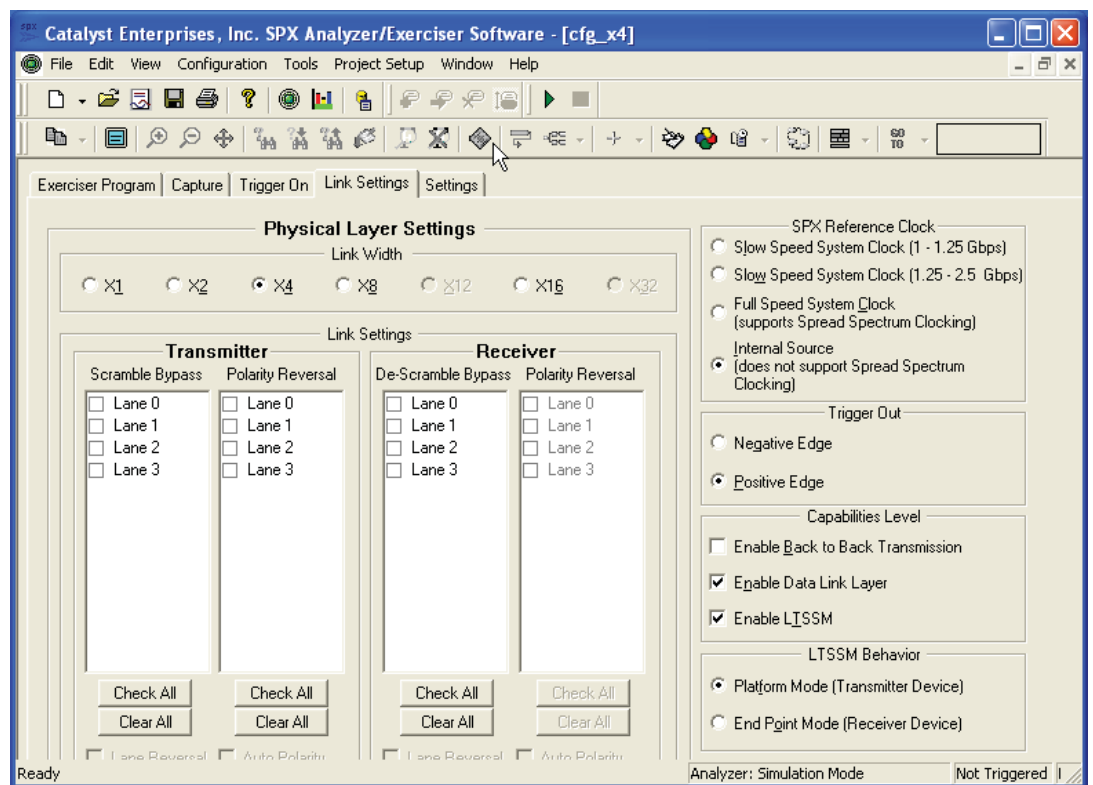 spx
Catalyst Enterprises, Inc. SPX Analyzer/Exerciser Software - [cfg_x4]
File Edit View Configuration Tools Project Setup Window Help
GO TO
Exerciser Program Capture Trigger On Link Settings Settings
Physical Layer Settings
Link Width
X1 X2 X4 X8 X12 X16 X32
Link Settings
Transmitter Receiver
Scramble Bypass Polarity Reversal De-Scramble Bypass Polarity Reversal
Lane 0 Lane 0 Lane 0 Lane 0
Lane 1 Lane 1 Lane 1 Lane 1
Lane 2 Lane 2 Lane 2 Lane 2
Lane 3 Lane 3 Lane 3 Lane 3
Check All Check All Check All Check All
Clear All Clear All Clear All Clear All
Lane Reversal Auto Polarity Lane Reversal Auto Polarity
SPX Reference Clock
Slow Speed System Clock (1 - 1.25 Gbps)
Slow Speed System Clock (1.25 - 2.5 Gbps)
Full Speed System Clock
(supports Spread Spectrum Clocking)
Internal Source
(does not support Spread Spectrum
Clocking)
Trigger Out
Negative Edge
Positive Edge
Capabilities Level
Enable Back to Back Transmission
Enable Data Link Layer
Enable LTSSM
LTSSM Behavior
Platform Mode (Transmitter Device)
End Point Mode (Receiver Device)
Ready Analyzer: Simulation Mode Not Triggered